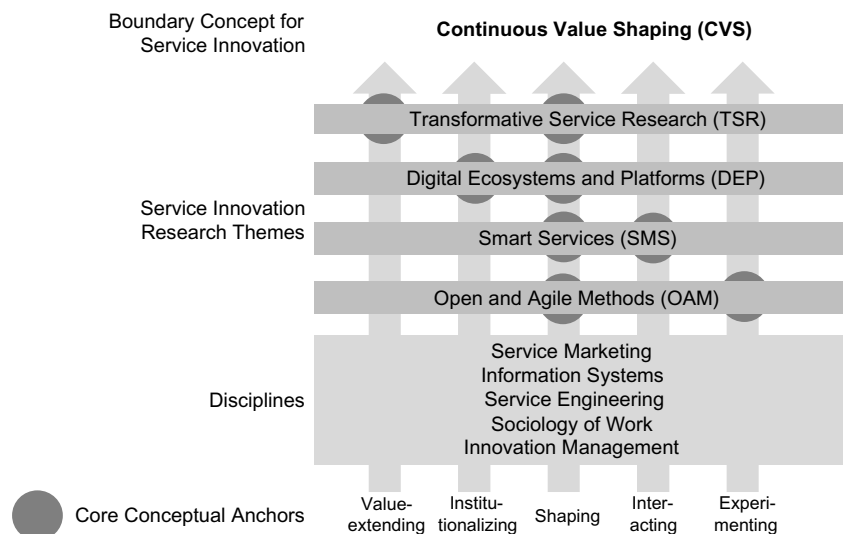 Boundary Concept for
Service Innovation
Continuous Value Shaping (CVS)
Transformative Service Research (TSR)
Digital Ecosystems and Platforms (DEP)
Service Innovation
Research Themes
Smart Services (SMS)
Open and Agile Methods (OAM)
Disciplines
Service Marketing
Information Systems
Service Engineering
Sociology of Work
Innovation Management
Core Conceptual Anchors
Value-
extending
Institu-
tionalizing
Shaping
Inter-
acting
Experi-
menting